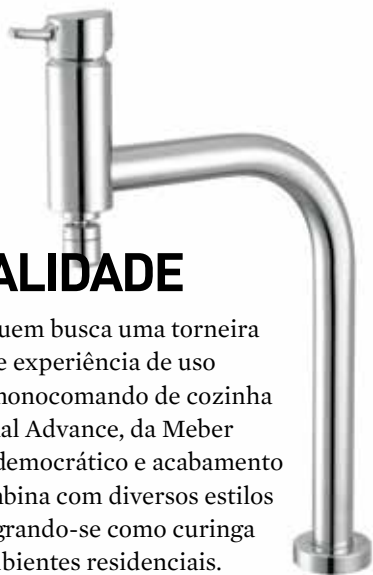 ALIDADE
uem busca uma torneira
e experiência de uso
nonocomando de cozinha
al Advance, da Meber
democrático e acabamento
bina com diversos estilos
grando-se como curinga
bientes residenciais.